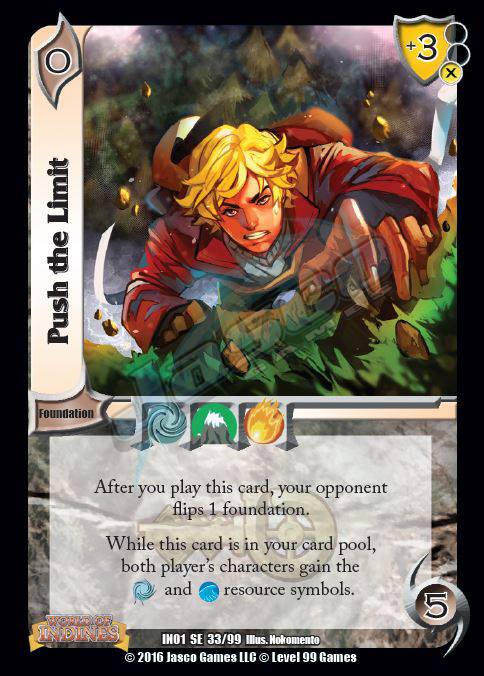 0
+3
X
Push the Limit
Foundation
After you play this card, your opponent
flips 1 foundation.
While this card is in your card pool,
both player's characters gain the
and resource symbols.
5
WORLD OF
INDINES
IN01 SE 33/99 Illus. Nokomento
© 2016 Jasco Games LLC © Level 99 Games